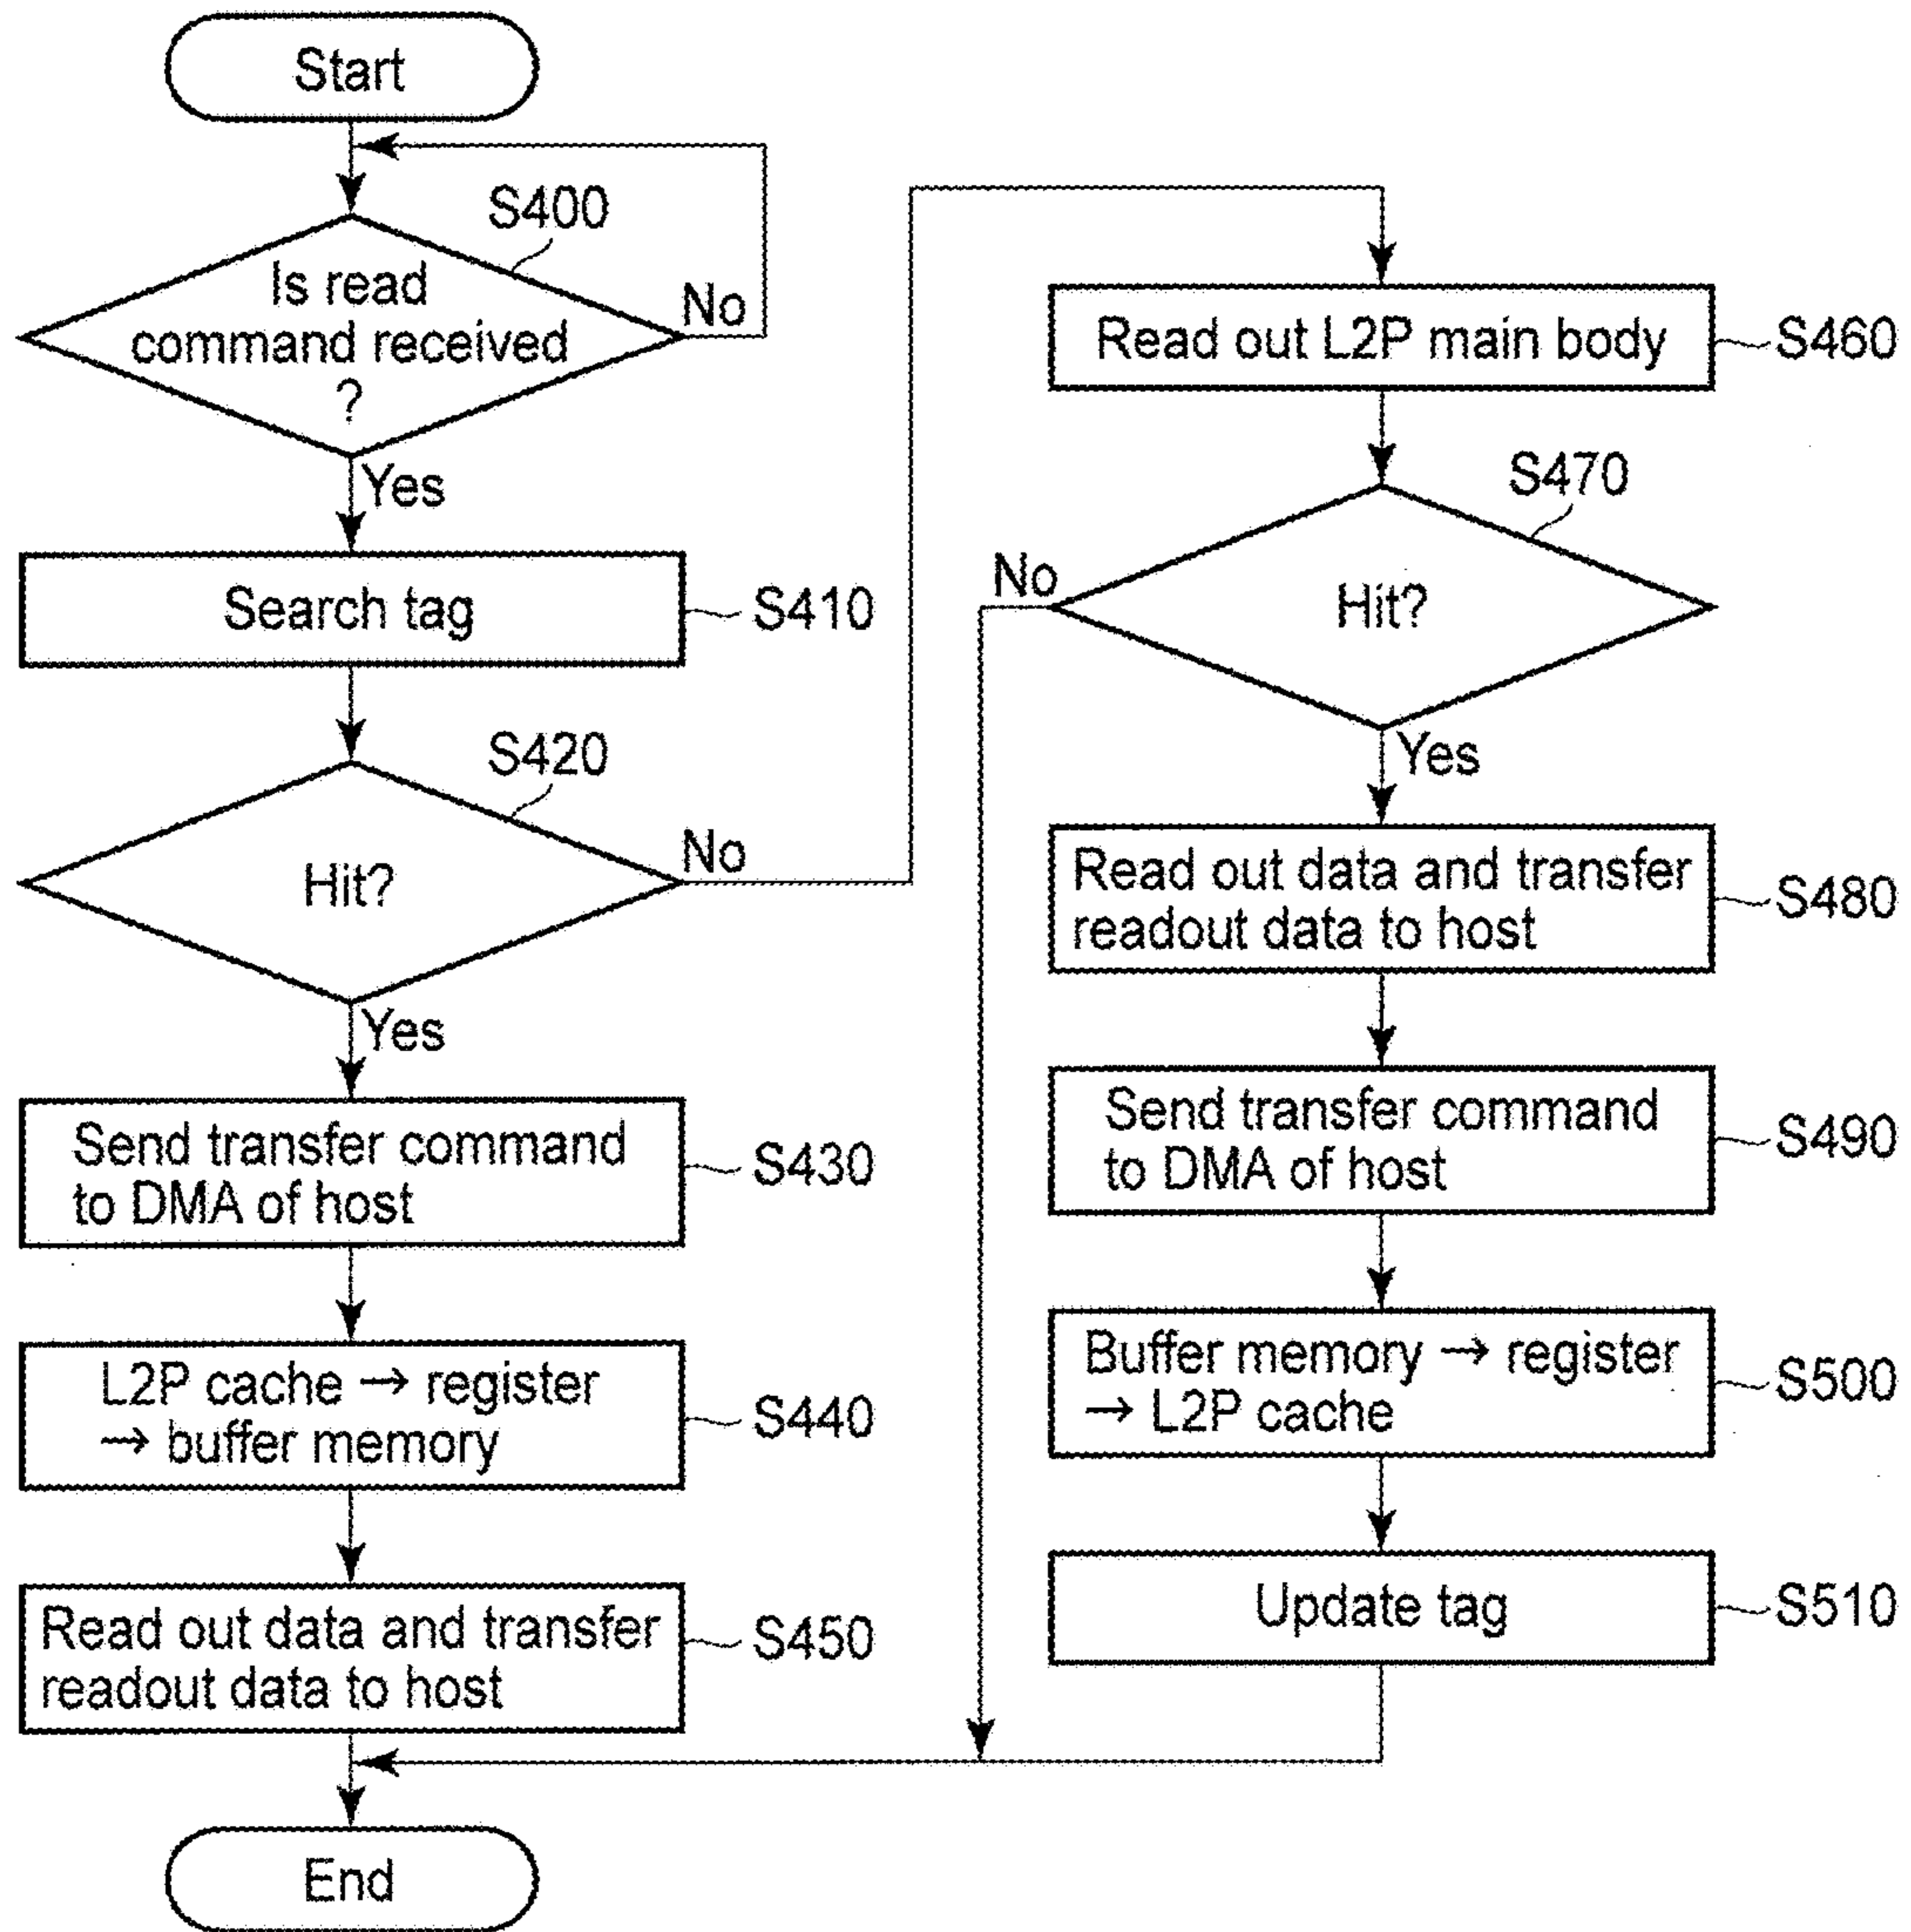 Start
S400
Is read
command received
?
No
Yes
Search tag
S410
S420
Hit?
No
Yes
Send transfer command
to DMA of host
S430
L2P cache → register
→ buffer memory
S440
Read out data and transfer
readout data to host
S450
End
Read out L2P main body
S460
S470
No
Hit?
Yes
Read out data and transfer
readout data to host
S480
Send transfer command
to DMA of host
S490
Buffer memory → register
→ L2P cache
S500
Update tag
S510